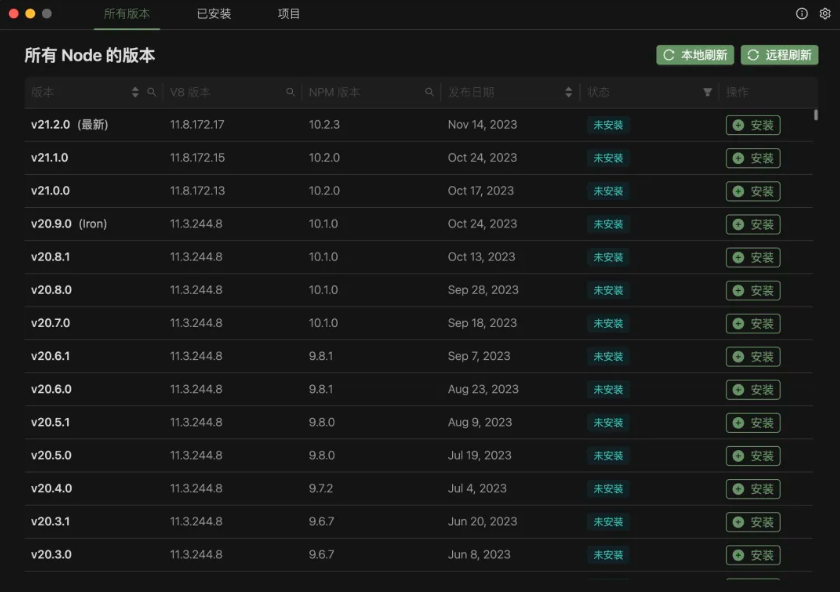 所有版本 已安装 项目
所有 Node 的版本 本地刷新 远程刷新
版本 V8 版本 NPM 版本 发布日期 状态 操作
v21.2.0 (最新) 11.8.172.17 10.2.3 Nov 14, 2023 未安装 安装
v21.1.0 11.8.172.15 10.2.0 Oct 24, 2023 未安装 安装
v21.0.0 11.8.172.13 10.2.0 Oct 17, 2023 未安装 安装
v20.9.0 (Iron) 11.3.244.8 10.1.0 Oct 24, 2023 未安装 安装
v20.8.1 11.3.244.8 10.1.0 Oct 13, 2023 未安装 安装
v20.8.0 11.3.244.8 10.1.0 Sep 28, 2023 未安装 安装
v20.7.0 11.3.244.8 10.1.0 Sep 18, 2023 未安装 安装
v20.6.1 11.3.244.8 9.8.1 Sep 7, 2023 未安装 安装
v20.6.0 11.3.244.8 9.8.1 Aug 23, 2023 未安装 安装
v20.5.1 11.3.244.8 9.8.0 Aug 9, 2023 未安装 安装
v20.5.0 11.3.244.8 9.8.0 Jul 19, 2023 未安装 安装
v20.4.0 11.3.244.8 9.7.2 Jul 4, 2023 未安装 安装
v20.3.1 11.3.244.8 9.6.7 Jun 20, 2023 未安装 安装
v20.3.0 11.3.244.8 9.6.7 Jun 8, 2023 未安装 安装